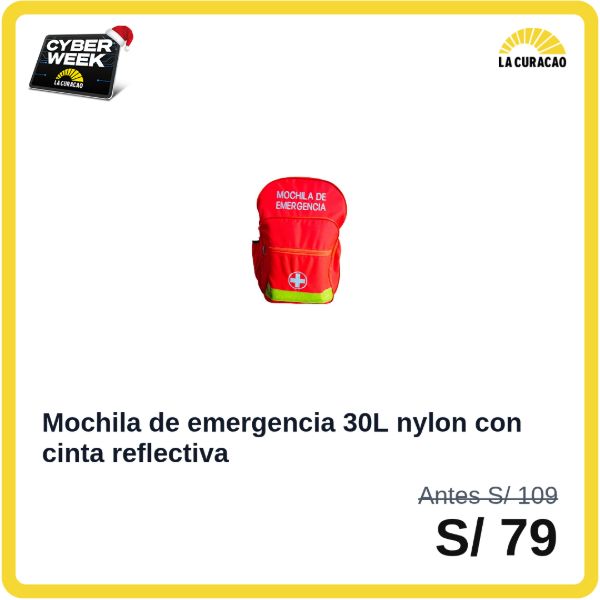 CYBER
WEEK
LA CURACAO
LA CURACAO
MOCHILA DE
EMERGENCIA
Mochila de emergencia 30L nylon con
cinta reflectiva
Antes S/ 109
S/ 79